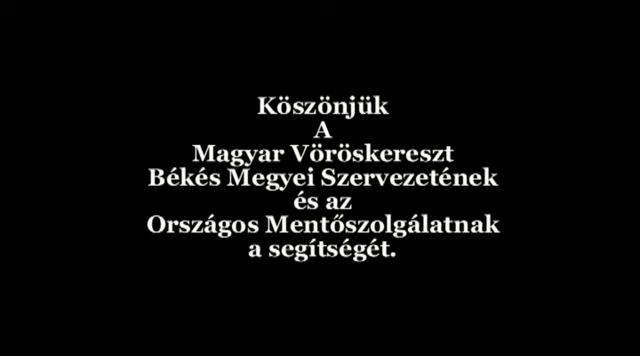 Köszönjük
A
Magyar Vöröskereszt
Békés Megyei Szervezetének
és az
Országos Mentőszolgálatnak
a segítségét.